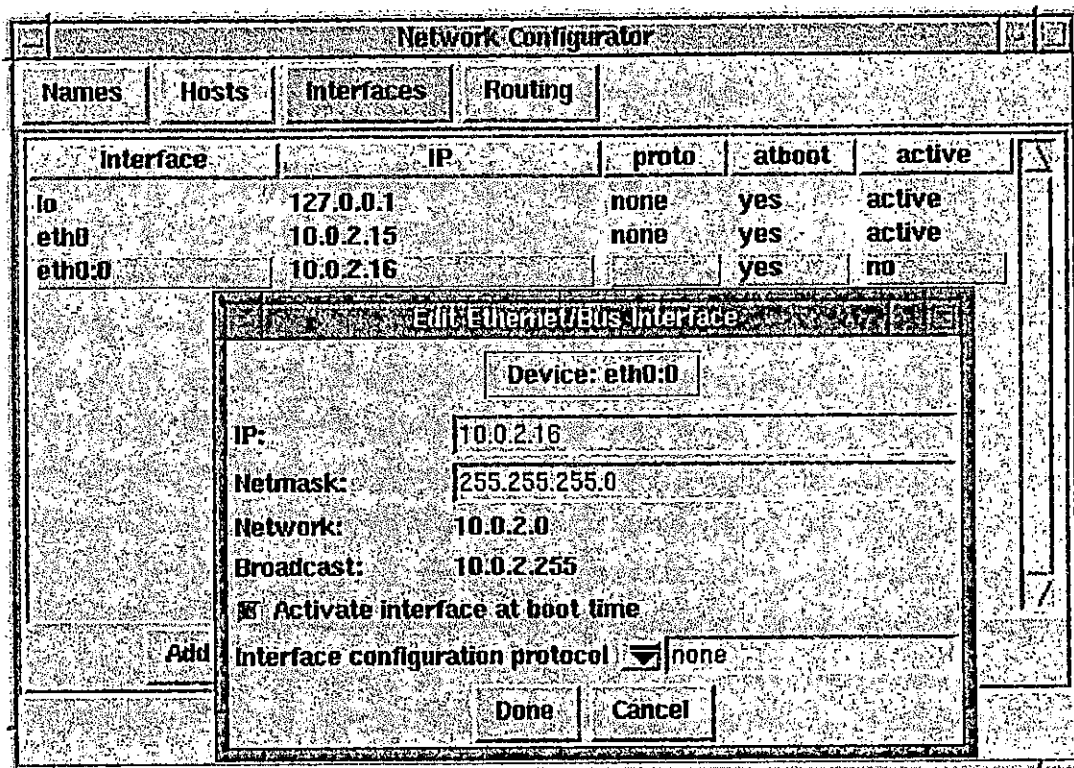 Network Configurator
Names Hosts Interfaces Routing
Interface IP proto atboot active
lo 127.0.0.1 none yes active
eth0 10.0.2.15 none yes active
eth0:0 10.0.2.16 yes no
Edit Ethernet/Bus Interface
Device: eth0:0
IP: 10.0.2.16
Netmask: 255.255.255.0
Network: 10.0.2.0
Broadcast: 10.0.2.255
Activate interface at boot time
Add
Interface configuration protocol none
Done Cancel